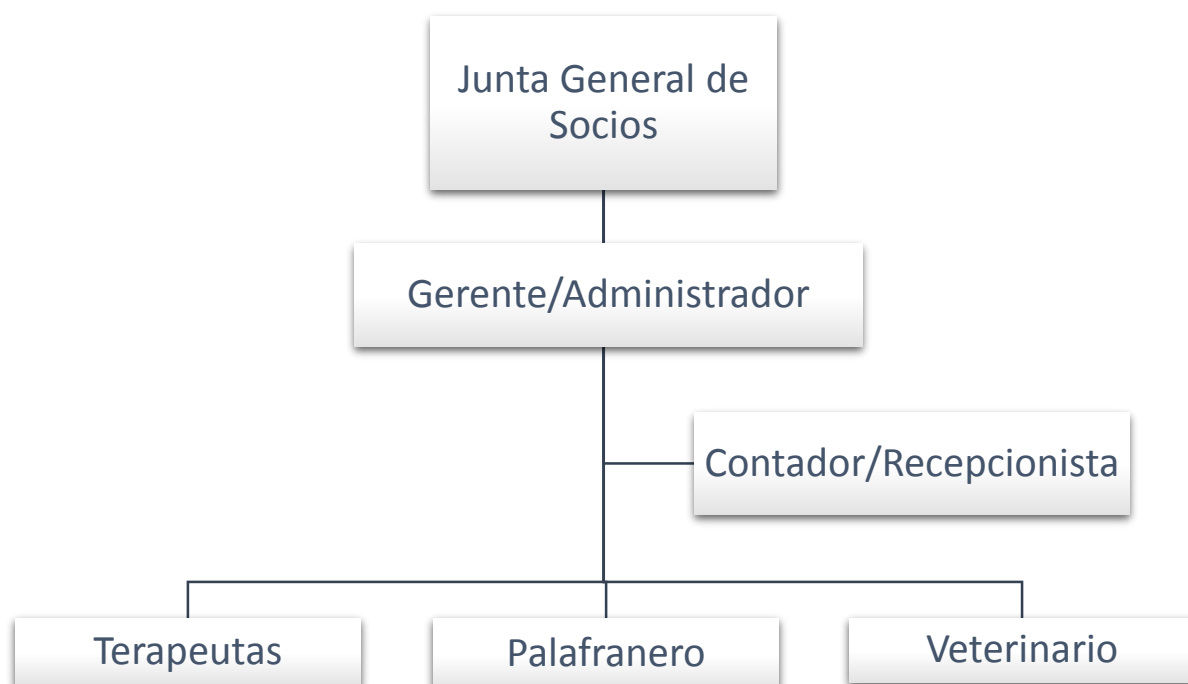 Junta General de
Socios
Gerente/Administrador
Contador/Recepcionista
Terapeutas
Palafranero
Veterinario